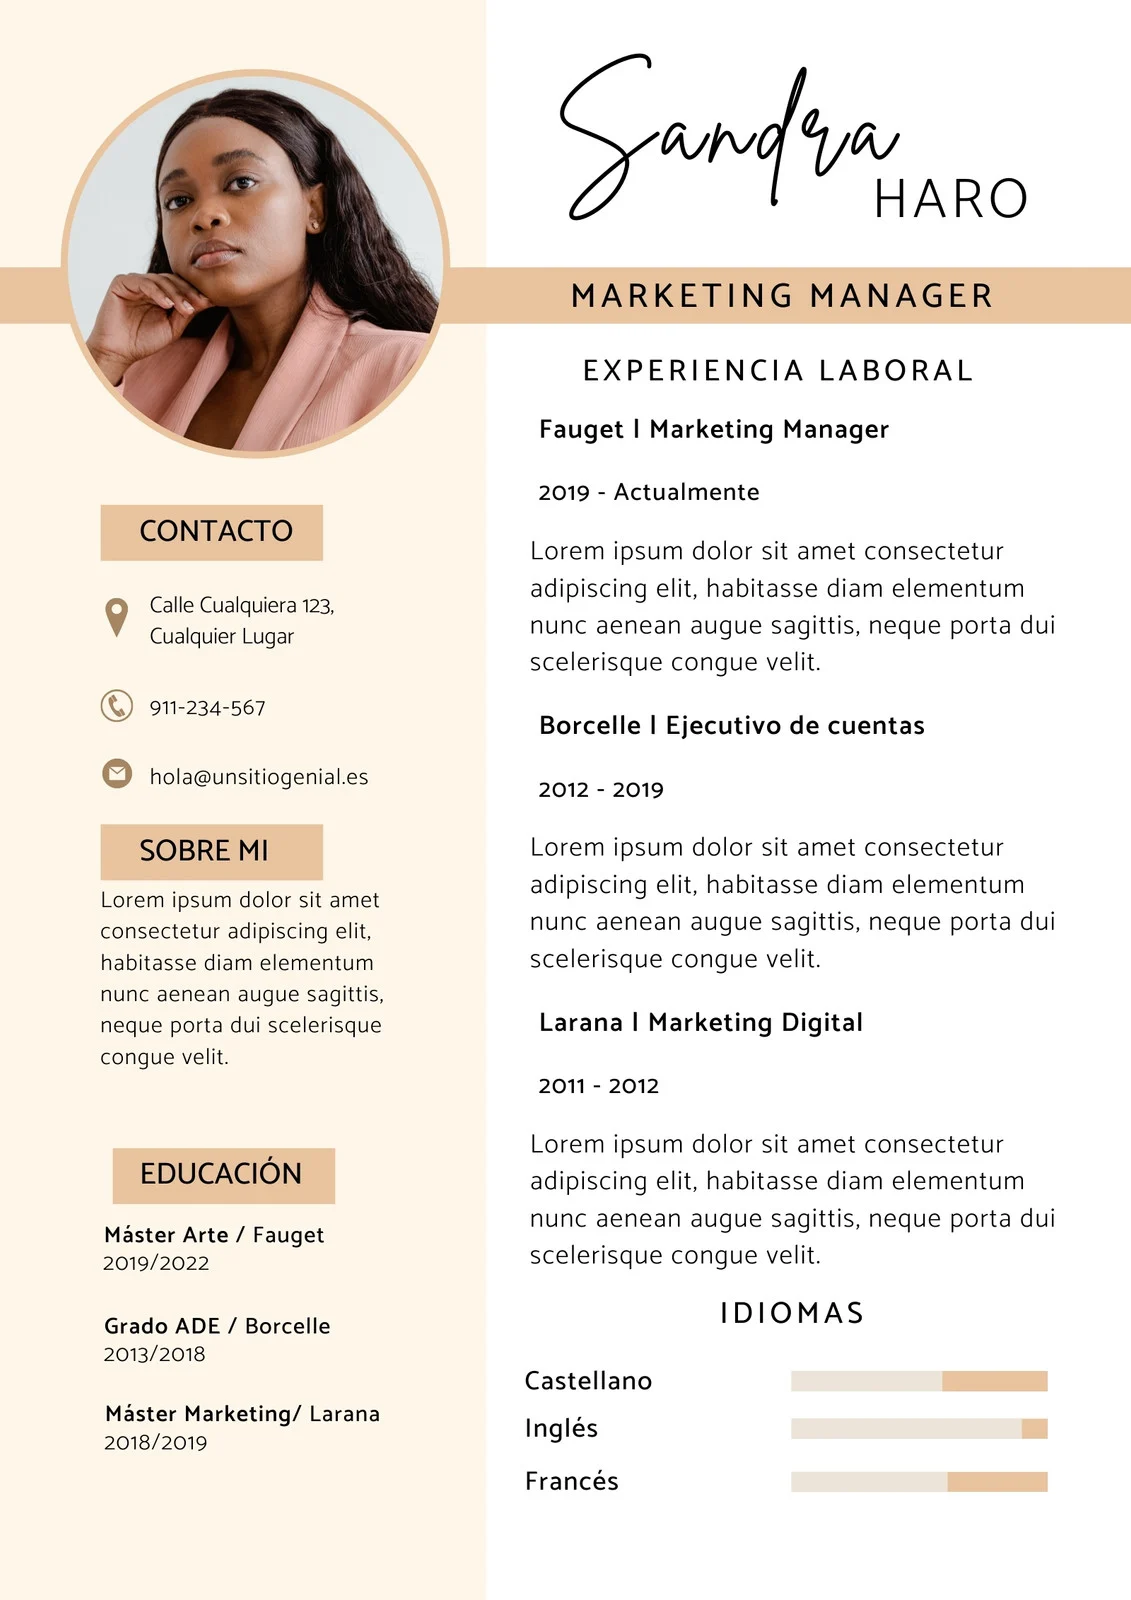 Sandra
HARO
MARKETING MANAGER
CONTACTO
Calle Cualquiera 123,
Cualquier Lugar
911-234-567
hola@unsitiogenial.es
SOBRE MI
Lorem ipsum dolor sit amet
consectetur adipiscing elit,
habitasse diam elementum
nunc aenean augue sagittis,
neque porta dui scelerisque
congue velit.
EDUCACIÓN
Máster Arte / Fauget
2019/2022
Grado ADE / Borcelle
2013/2018
Máster Marketing/ Larana
2018/2019
EXPERIENCIA LABORAL
Fauget | Marketing Manager
2019 - Actualmente
Lorem ipsum dolor sit amet consectetur
adipiscing elit, habitasse diam elementum
nunc aenean augue sagittis, neque porta dui
scelerisque congue velit.
Borcelle | Ejecutivo de cuentas
2012 - 2019
Lorem ipsum dolor sit amet consectetur
adipiscing elit, habitasse diam elementum
nunc aenean augue sagittis, neque porta dui
scelerisque congue velit.
Larana | Marketing Digital
2011 - 2012
Lorem ipsum dolor sit amet consectetur
adipiscing elit, habitasse diam elementum
nunc aenean augue sagittis, neque porta dui
scelerisque congue velit.
IDIOMAS
Castellano
Inglés
Francés